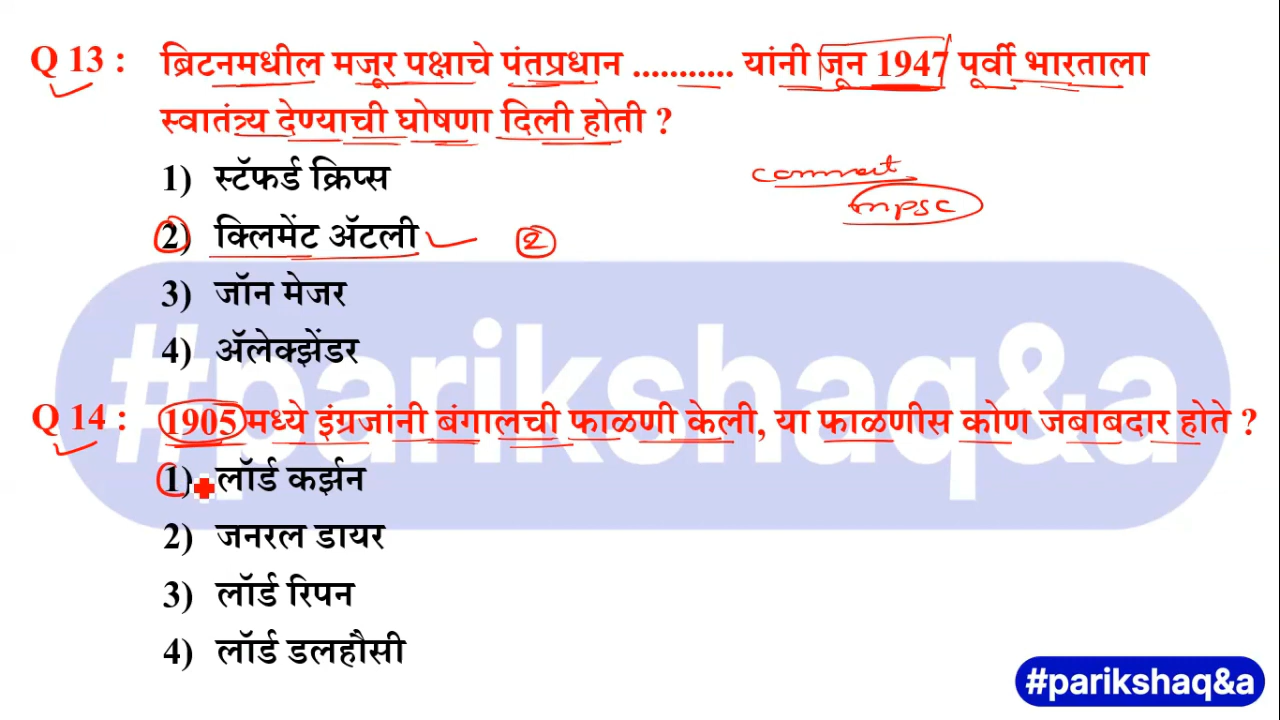 Q 13 : ब्रिटनमधील मजूर पक्षाचे पंतप्रधान ........... यांनी जून 1947 पूर्वी भारताला
स्वातंत्र्य देण्याची घोषणा दिली होती ?
1) स्टॅफर्ड क्रिप्स
comment
mpsc
2) क्लिमेंट ॲटली
2
3) जॉन मेजर
4) ॲलेक्झेंडर
#parikshaq&a
Q 14 : 1905 मध्ये इंग्रजांनी बंगालची फाळणी केली, या फाळणीस कोण जबाबदार होते ?
1) लॉर्ड कर्झन
2) जनरल डायर
3) लॉर्ड रिपन
4) लॉर्ड डलहौसी
#parikshaq&a